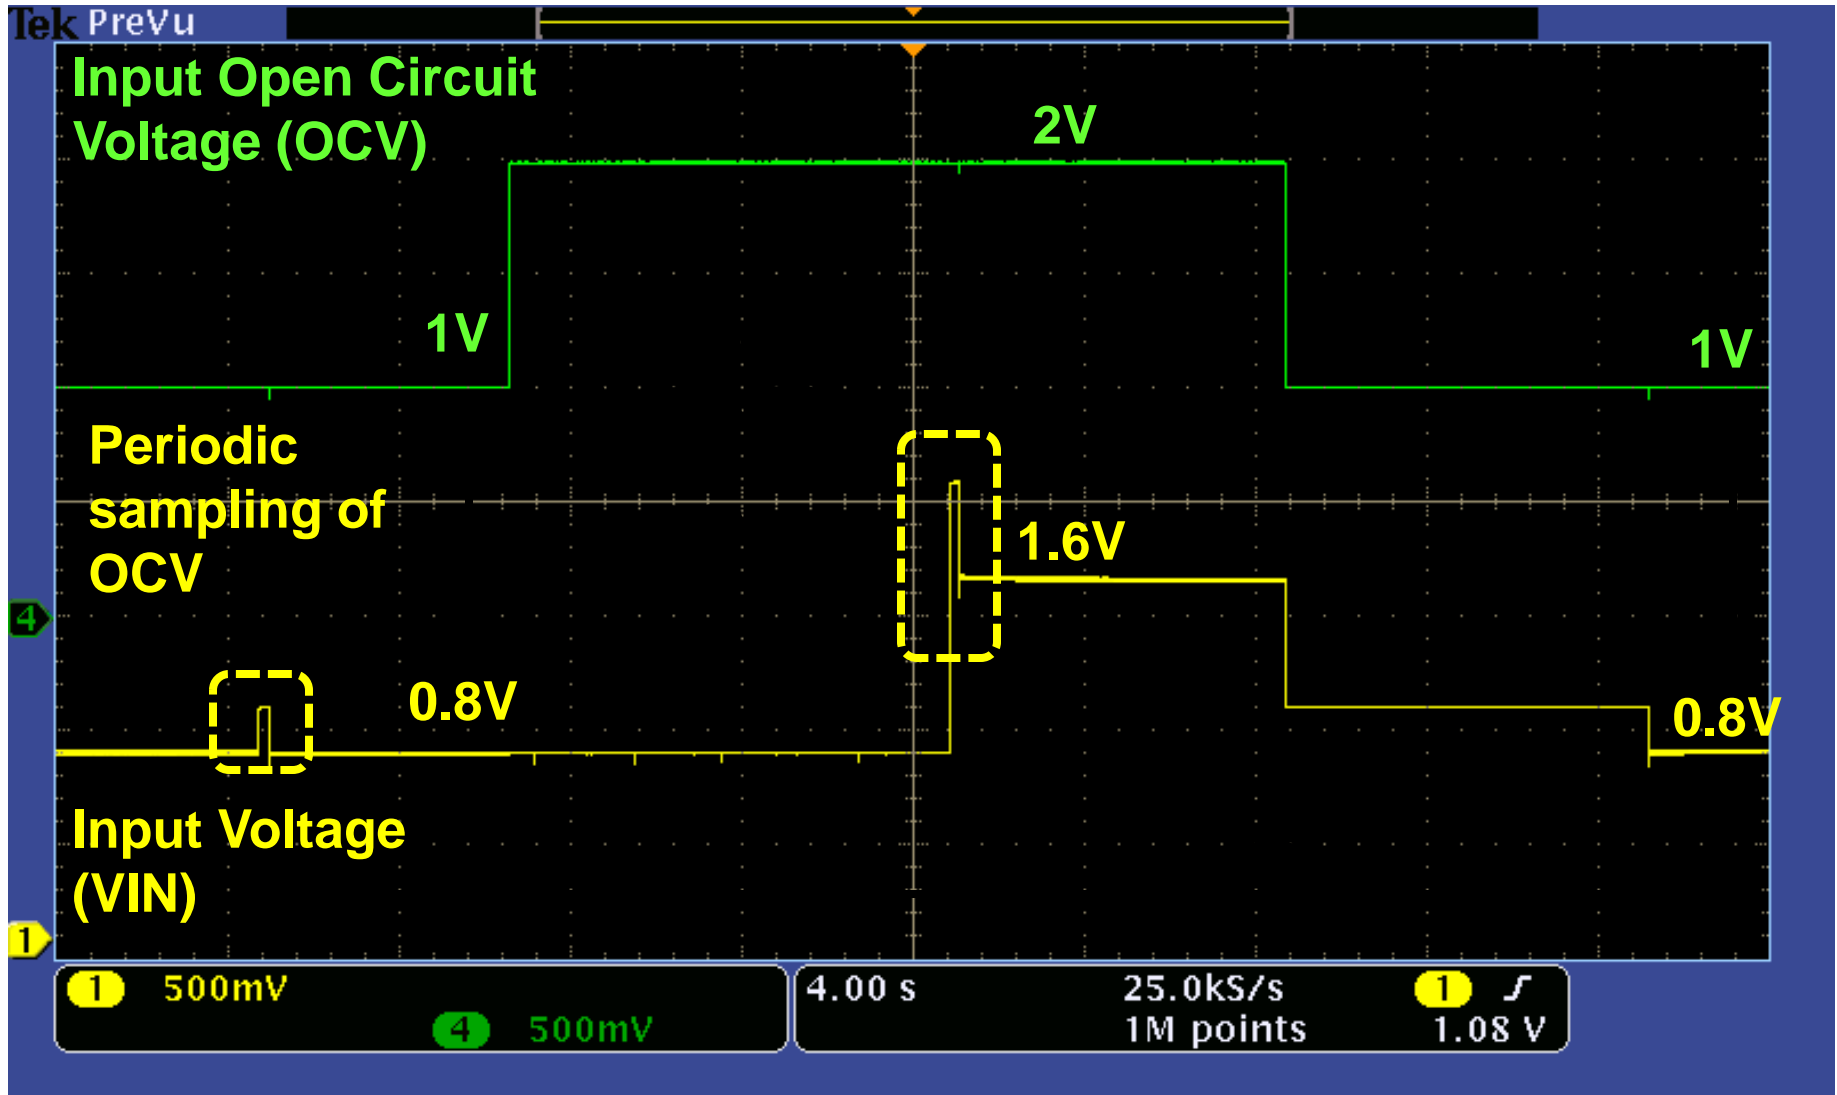 Tek PreVu
Input Open Circuit
Voltage (OCV)
2V
1V
1V
Periodic
sampling of
OCV
1.6V
4
0.8V
0.8V
Input Voltage
(VIN)
1
1 500mV
4 500mV
4.00 s 25.0kS/s 1
1M points 1.08 V